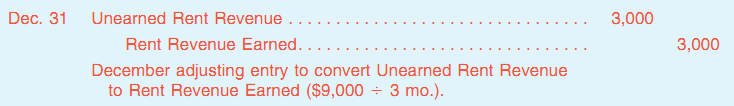 Dec. 31 Unearned Rent Revenue . . . . . . . . . . . . . . . . . . . . . . . . . . . . . . . . . 3,000
Rent Revenue Earned. . . . . . . . . . . . . . . . . . . . . . . . . . . . . . . . 3,000
December adjusting entry to convert Unearned Rent Revenue
to Rent Revenue Earned ($9,000 ÷ 3 mo.).